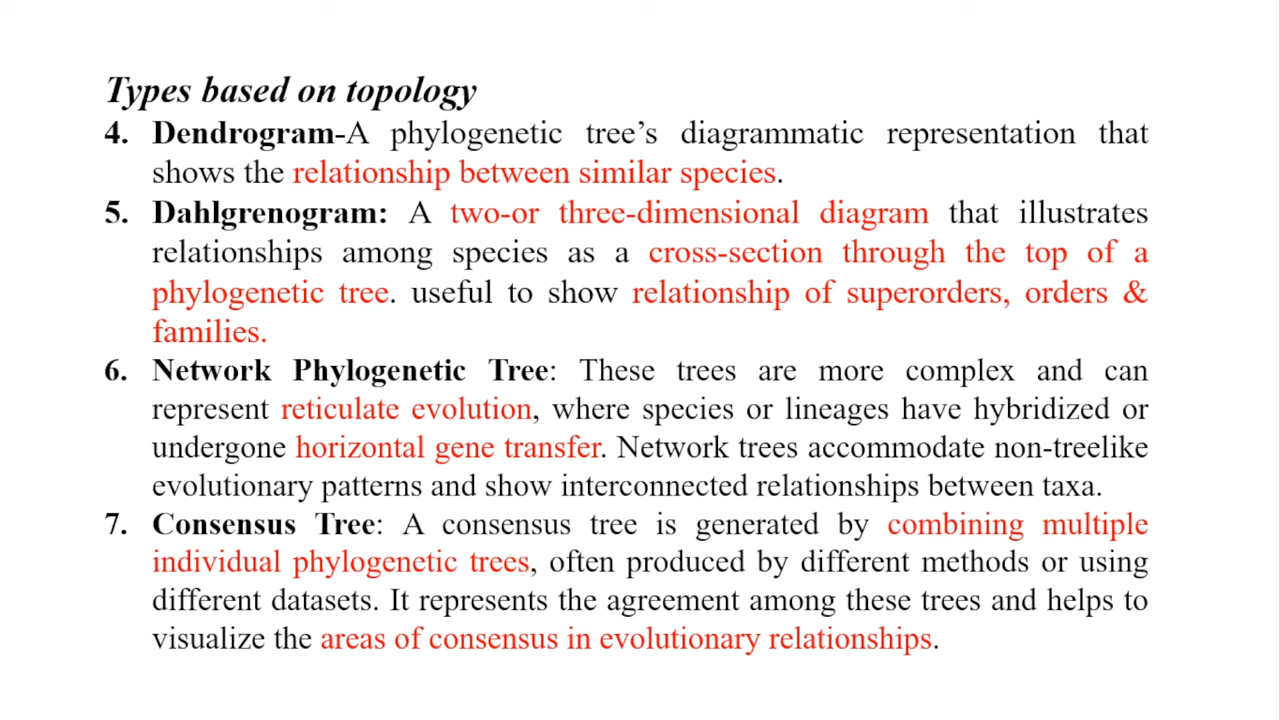 Types based on topology
4. Dendrogram-A phylogenetic tree’s diagrammatic representation that
shows the relationship between similar species.
5. Dahlgrenogram: A two-or three-dimensional diagram that illustrates
relationships among species as a cross-section through the top of a
phylogenetic tree. useful to show relationship of superorders, orders &
families.
6. Network Phylogenetic Tree: These trees are more complex and can
represent reticulate evolution, where species or lineages have hybridized or
undergone horizontal gene transfer. Network trees accommodate non-treelike
evolutionary patterns and show interconnected relationships between taxa.
7. Consensus Tree: A consensus tree is generated by combining multiple
individual phylogenetic trees, often produced by different methods or using
different datasets. It represents the agreement among these trees and helps to
visualize the areas of consensus in evolutionary relationships.